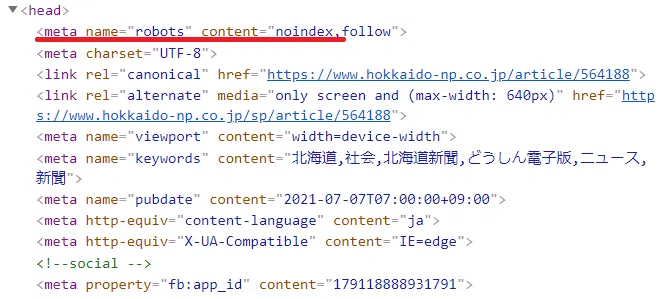 <head>
<meta name="robots" content="noindex,follow">
<meta charset="UTF-8">
<link rel="canonical" href="https://www.hokkaido-np.co.jp/article/564188">
<link rel="alternate" media="only screen and (max-width: 640px)" href="http
s://www.hokkaido-np.co.jp/sp/article/564188">
<meta name="viewport" content="width=device-width">
<meta name="keywords" content="北海道,社会,北海道新聞,どうしん電子版,ニュース,
新聞">
<meta name="pubdate" content="2021-07-07T07:00:00+09:00">
<meta http-equiv="content-language" content="ja">
<meta http-equiv="X-UA-Compatible" content="IE=edge">
<!--social -->
<meta property="fb:app_id" content="179118888931791">